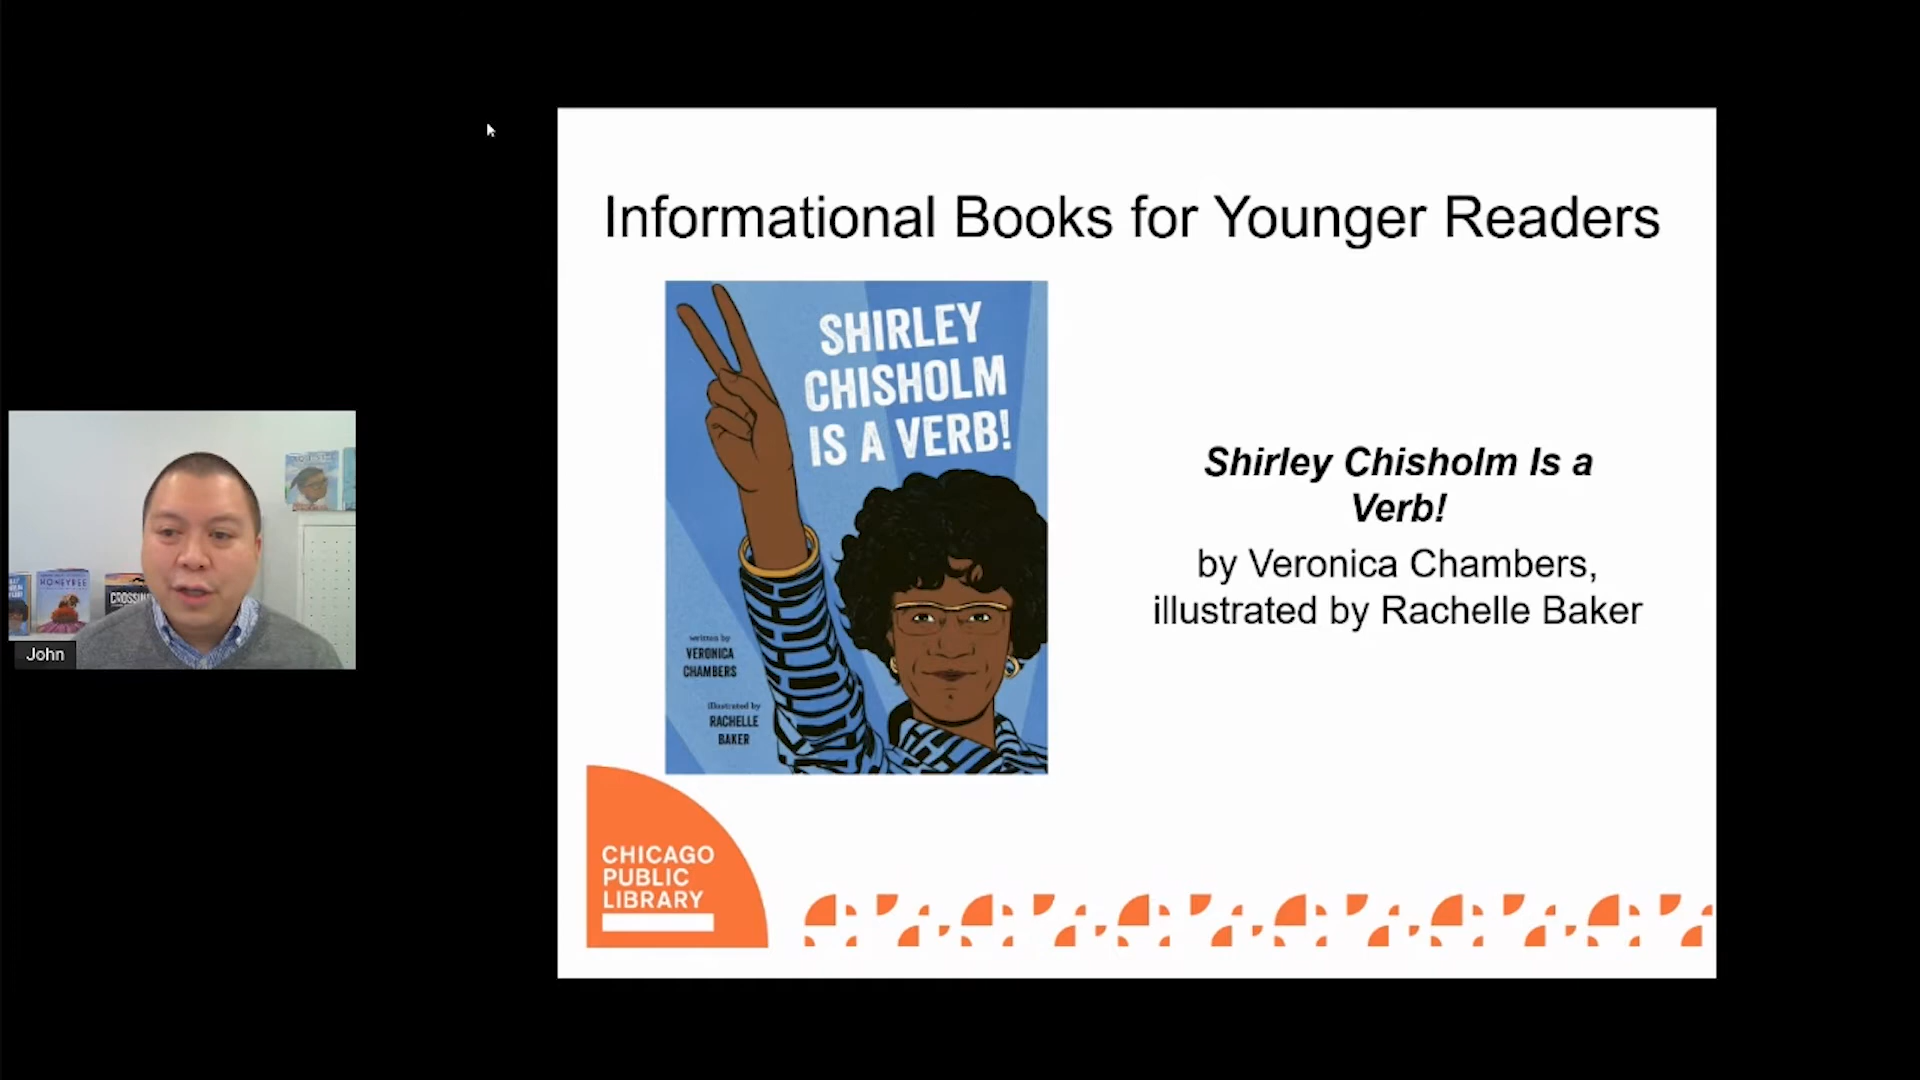 Informational Books for Younger Readers
SHIRLEY
CHISHOLM
IS A VERB!
written by
VERONICA
CHAMBERS
illustrated by
RACHELLE
BAKER
Shirley Chisholm Is a
Verb!
by Veronica Chambers,
illustrated by Rachelle Baker
CHICAGO
PUBLIC
LIBRARY
HONEYBEE
CROSSIN
John